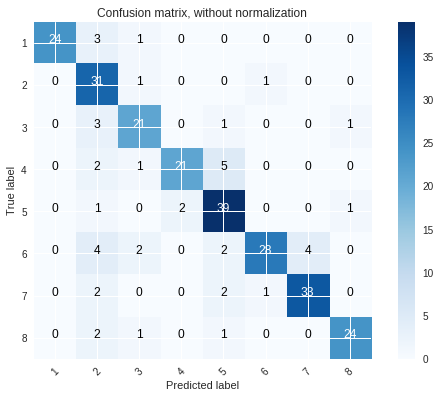 Confusion matrix, without normalization
1 24 3 1 0 0 0 0 0
2 0 31 1 0 0 1 0 0
3 0 3 21 0 1 0 0 1
4 0 2 1 21 5 0 0 0
5 0 1 0 2 39 0 0 1
6 0 4 2 0 2 28 4 0
7 0 2 0 0 2 1 33 0
8 0 2 1 0 1 0 0 24
1 2 3 4 5 6 7 8
True label
Predicted label
35
30
25
20
15
10
5
0